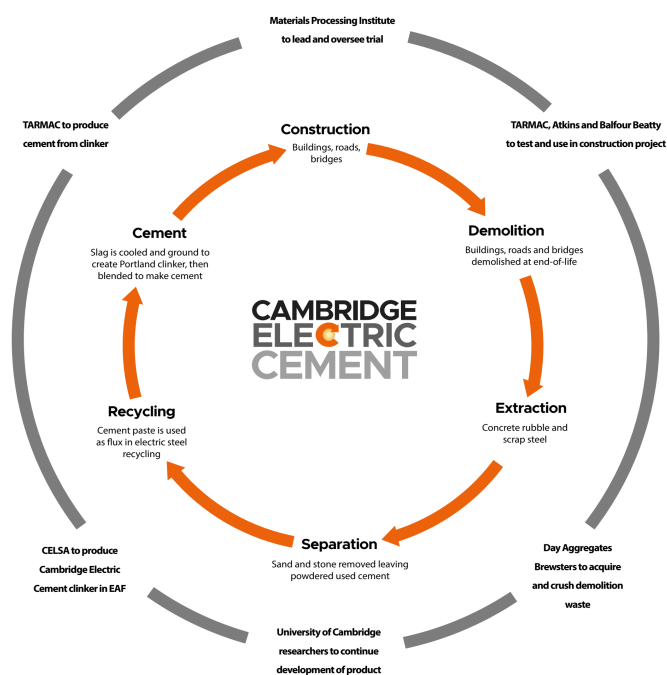 Materials Processing Institute
to lead and oversee trial
TARMAC to produce
cement from clinker
TARMAC, Atkins and Balfour Beatty
to test and use in construction project
Construction
Buildings, roads,
bridges
Cement
Slag is cooled and ground to
create Portland clinker, then
blended to make cement
Demolition
Buildings, roads and bridges
demolished at end-of-life
CAMBRIDGE
ELECTRIC
CEMENT
Recycling
Cement paste is used
as flux in electric steel
recycling
Extraction
Concrete rubble and
scrap steel
Separation
Sand and stone removed leaving
powdered used cement
CELSA to produce
Cambridge Electric
Cement clinker in EAF
Day Aggregates
Brewsters to acquire
and crush demolition
waste
University of Cambridge
researchers to continue
development of product